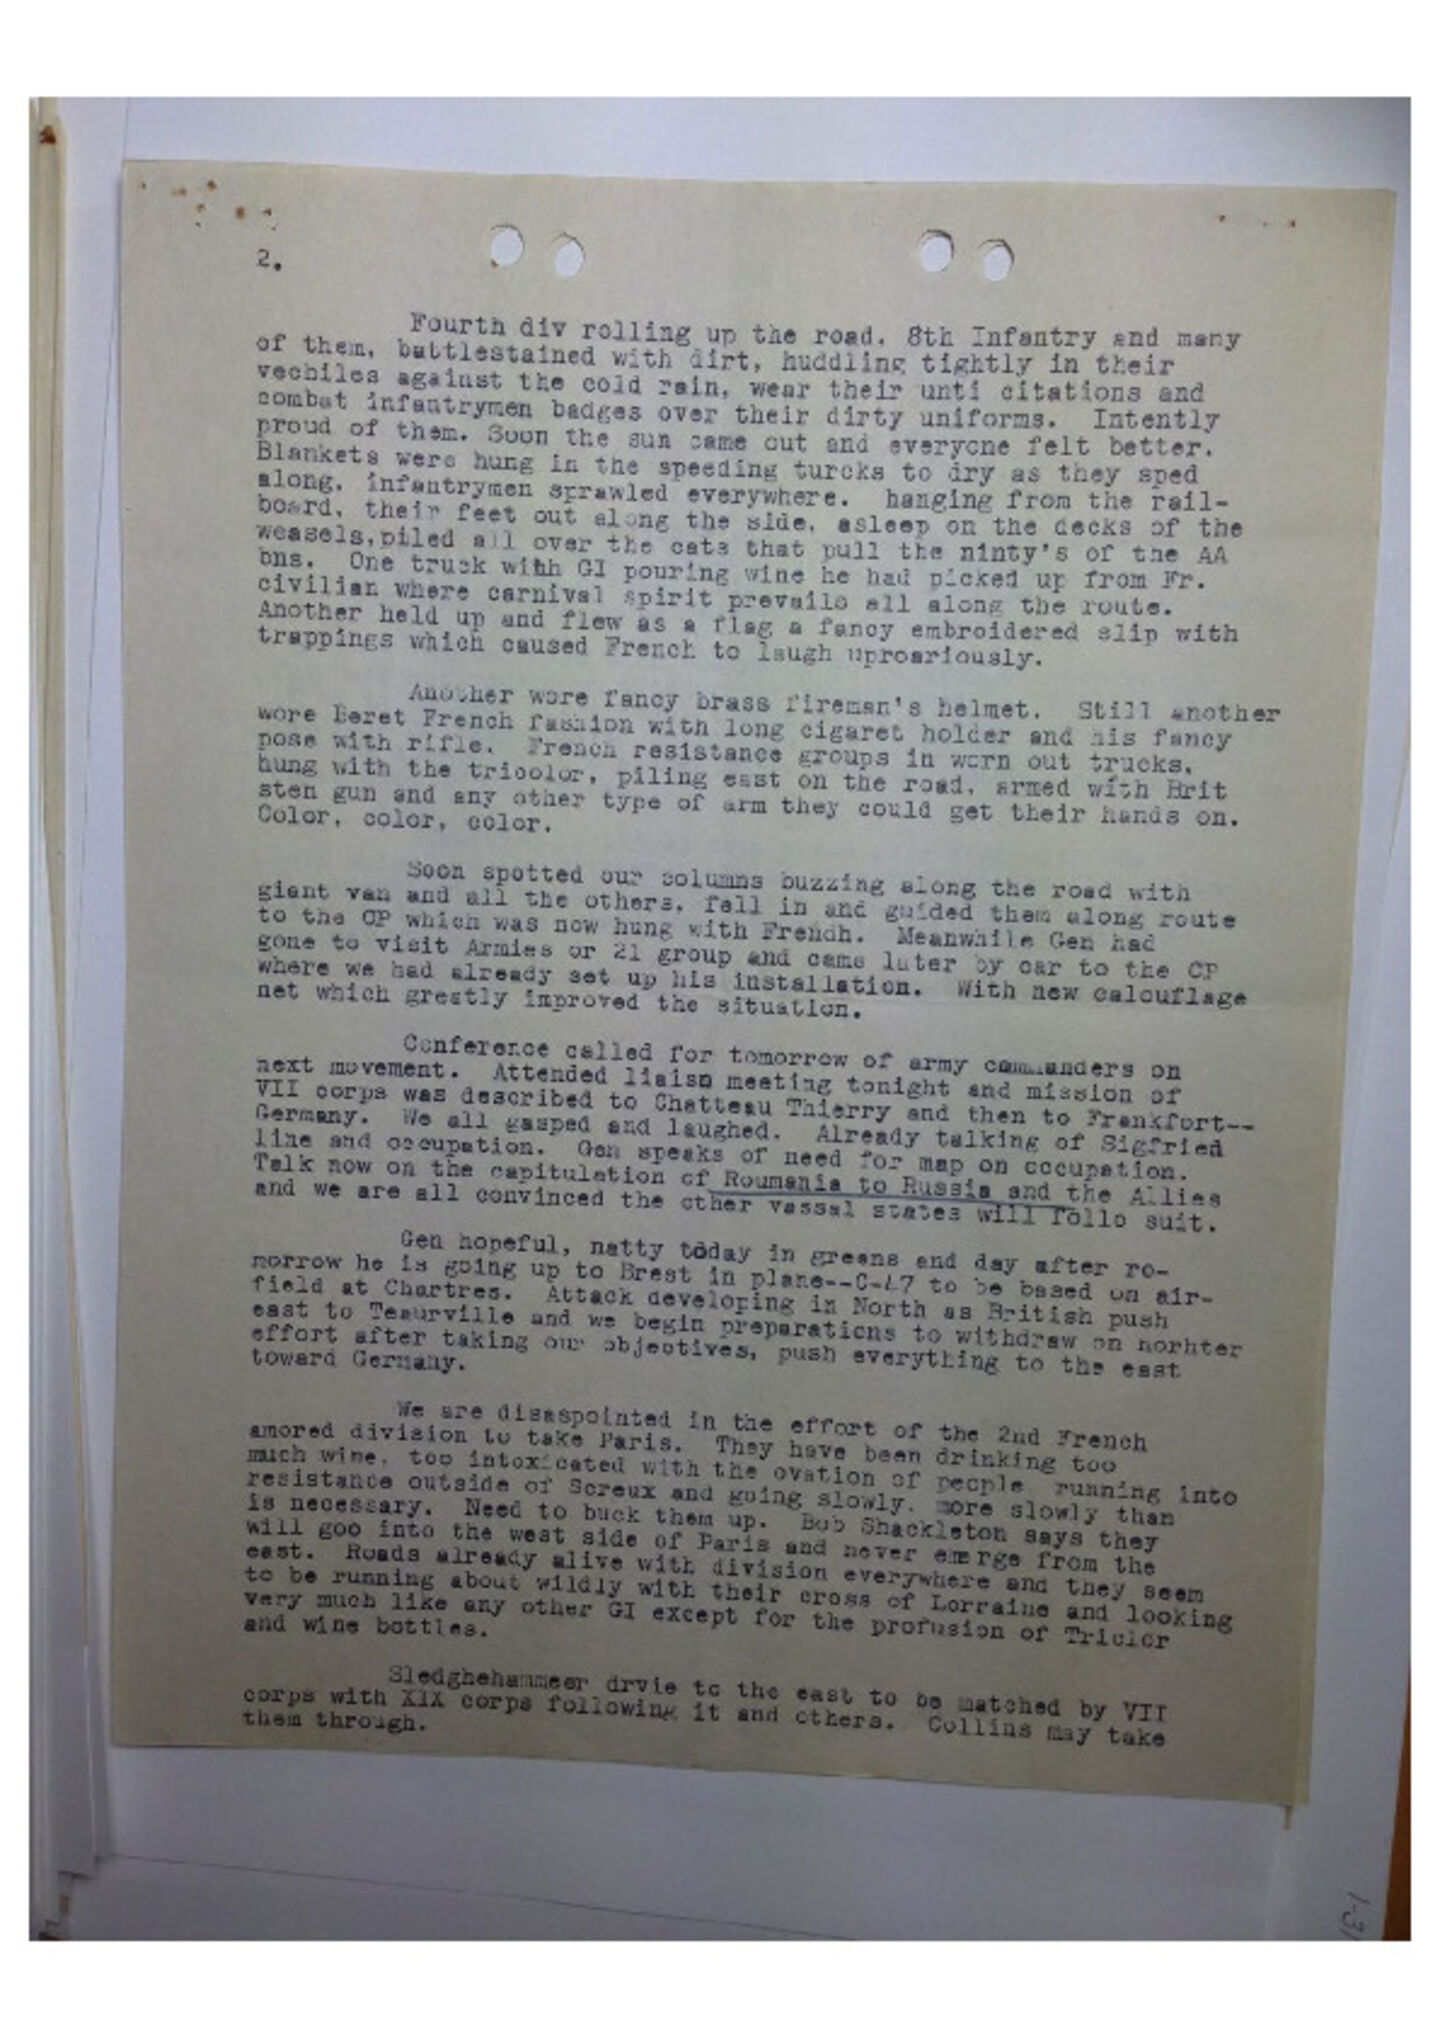 2.
Fourth div rolling up the road. 8th Infantry and many
of them, battlestained with dirt, huddling tightly in their
vechiles against the cold rain, wear their unti citations and
combat infantrymen badges over their dirty uniforms. Intently
proud of them. Soon the sun came out and everyone felt better.
Blankets were hung in the speeding turcks to dry as they sped
along, infantrymen sprawled everywhere. hanging from the rail-
board, their feet out along the side, asleep on the decks of the
weasels,piled all over the cats that pull the ninty's of the AA
bns. One truck with GI pouring wine he had picked up from Fr.
civilian where carnival spirit prevails all along the route.
Another held up and flew as a flag a fancy embroidered slip with
trappings which caused French to laugh uproariously.
Another wore fancy brass fireman's helmet. Still another
wore Beret French fashion with long cigaret holder and his fancy
pose with rifle. French resistance groups in worn out trucks,
hung with the tricolor, piling east on the road, armed with Brit
sten gun and any other type of arm they could get their hands on.
Color, color, color.
Soon spotted our columns buzzing along the road with
giant van and all the others, fell in and guided them along route
to the CP which was now hung with Frendh. Meanwhile Gen had
gone to visit Armies or 21 group and came later by car to the CP
where we had already set up his installation. With new calouflage
net which greatly improved the situation.
Conference called for tomorrow of army commanders on
next movement. Attended liaisn meeting tonight and mission of
VII corps was described to Chatteau Thierry and then to Frankfort--
Germany. We all gasped and laughed. Already talking of Sigfried
line and occupation. Gen speaks of need for map on occupation.
Talk now on the capitulation of Roumania to Russia and the Allies
and we are all convinced the other vassal states will follo suit.
Gen hopeful, natty today in greens and day after ro-
morrow he is going up to Brest in plane--C-47 to be based on air-
field at Chartres. Attack developing in North as British push
east to Teaurville and we begin preparations to withdraw on norhter
effort after taking our objectives, push everything to the east
toward Germany.
We are disaspointed in the effort of the 2nd French
amored division to take Paris. They have been drinking too
much wine, too intoxicated with the ovation of people running into
resistance outside of Screux and going slowly, more slowly than
is necessary. Need to buck them up. Bob Shackleton says they
will goo into the west side of Paris and never emerge from the
east. Roads already alive with division everywhere and they seem
to be running about wildly with their cross of Lorraine and looking
very much like any other GI except for the profusion of Triclor
and wine bottles.
Sledghehammeer drvie to the east to be matched by VII
corps with XIX corps following it and others. Collins may take
them through.
1-31